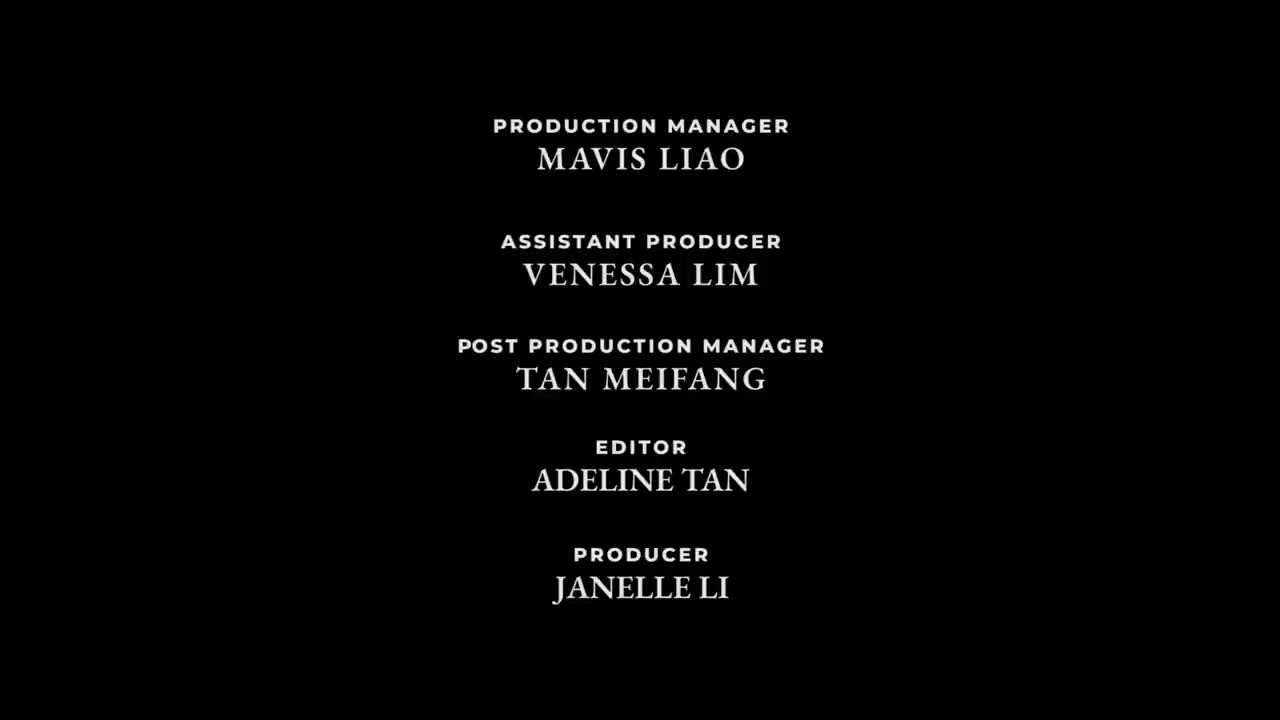 PRODUCTION MANAGER
MAVIS LIAO
ASSISTANT PRODUCER
VENESSA LIM
POST PRODUCTION MANAGER
TAN MEIFANG
EDITOR
ADELINE TAN
PRODUCER
JANELLE LI